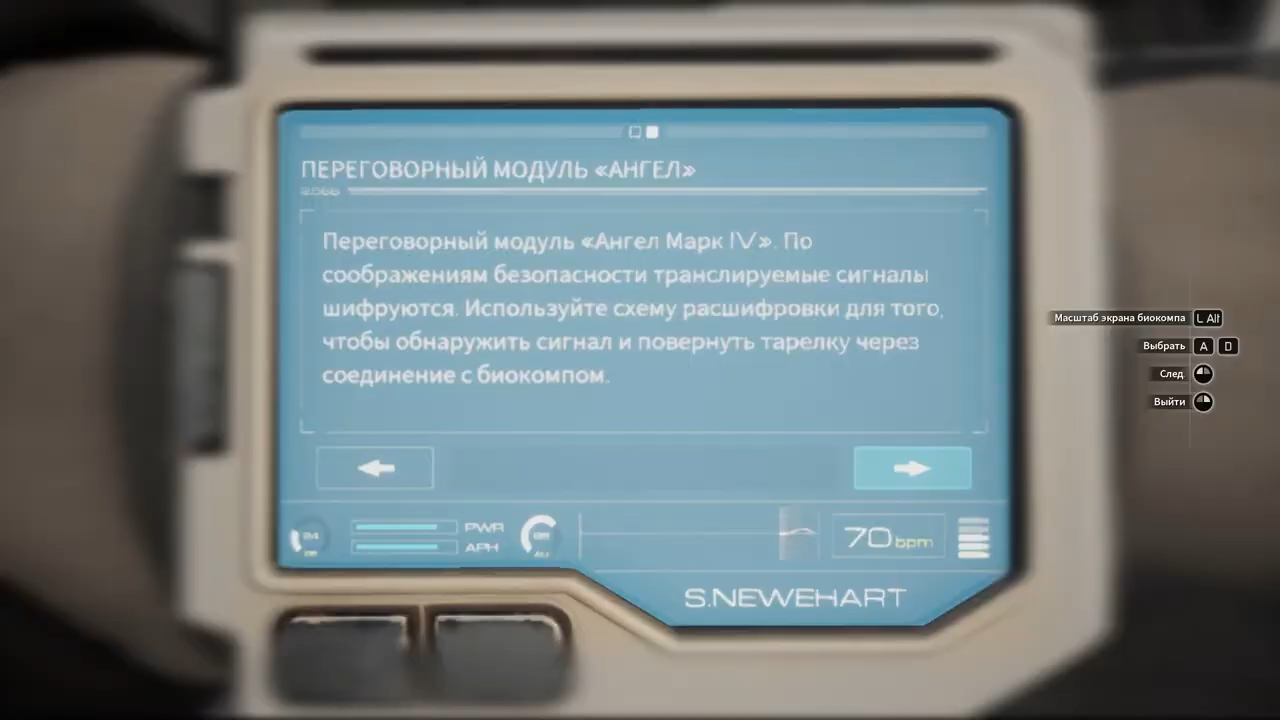 ПЕРЕГОВОРНЫЙ МОДУЛЬ «АНГЕЛ»
Переговорный модуль «Ангел Марк IV». По
соображениям безопасности транслируемые сигналы
шифруются. Используйте схему расшифровки для того,
чтобы обнаружить сигнал и повернуть тарелку через
соединение с биокомпом.
Масштаб экрана биокомпа L Alt
Выбрать A D
След.
Выйти
PWR
APH
70 bpm
S.NEWEHART